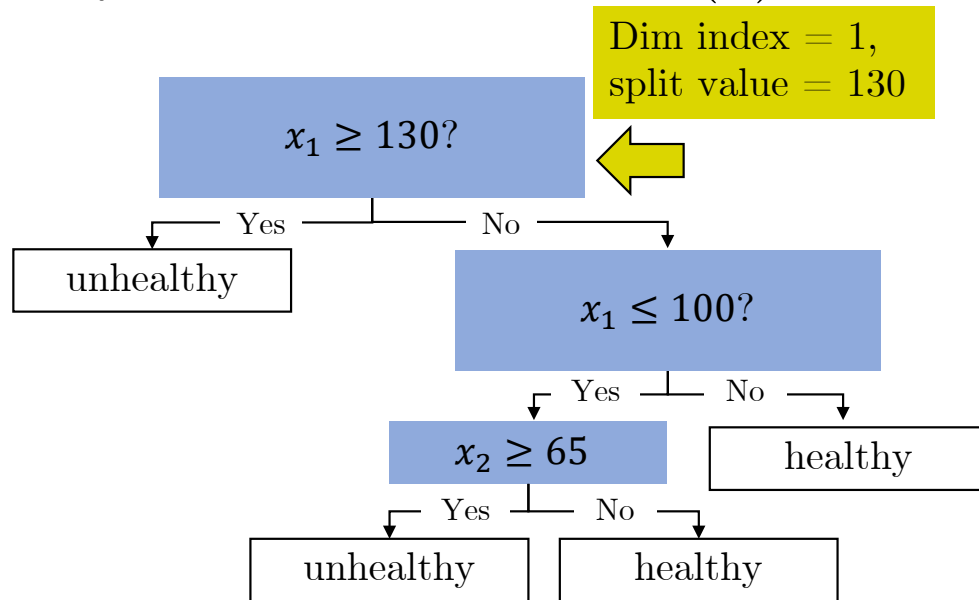 Dim index = 1,
split value = 130
x₁ ≥ 130?
Yes
No
unhealthy
x₁ ≤ 100?
Yes
No
x₂ ≥ 65
healthy
Yes
No
unhealthy
healthy